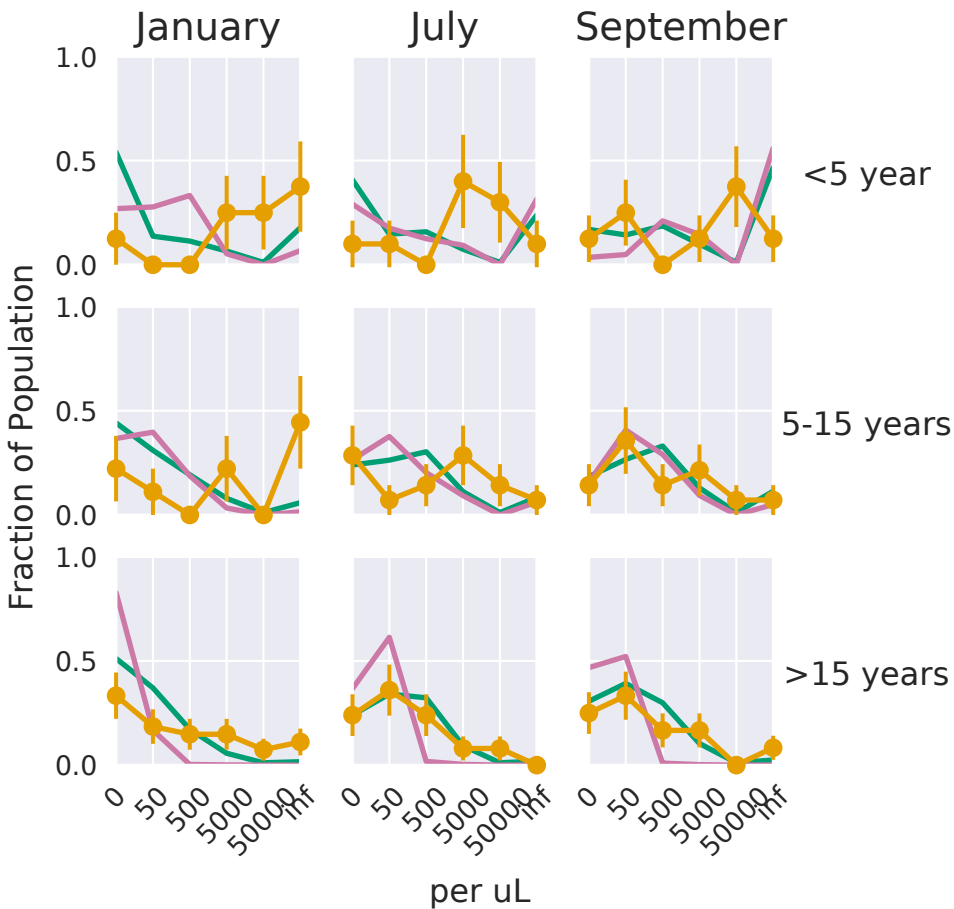 January July September
1.0
0.5
0.0
<5 year
1.0
0.5
0.0
5-15 years
1.0
0.5
0.0
>15 years
Fraction of Population
0 50 500 5000 50000 inf
0 50 500 5000 50000 inf
0 50 500 5000 50000 inf
per uL